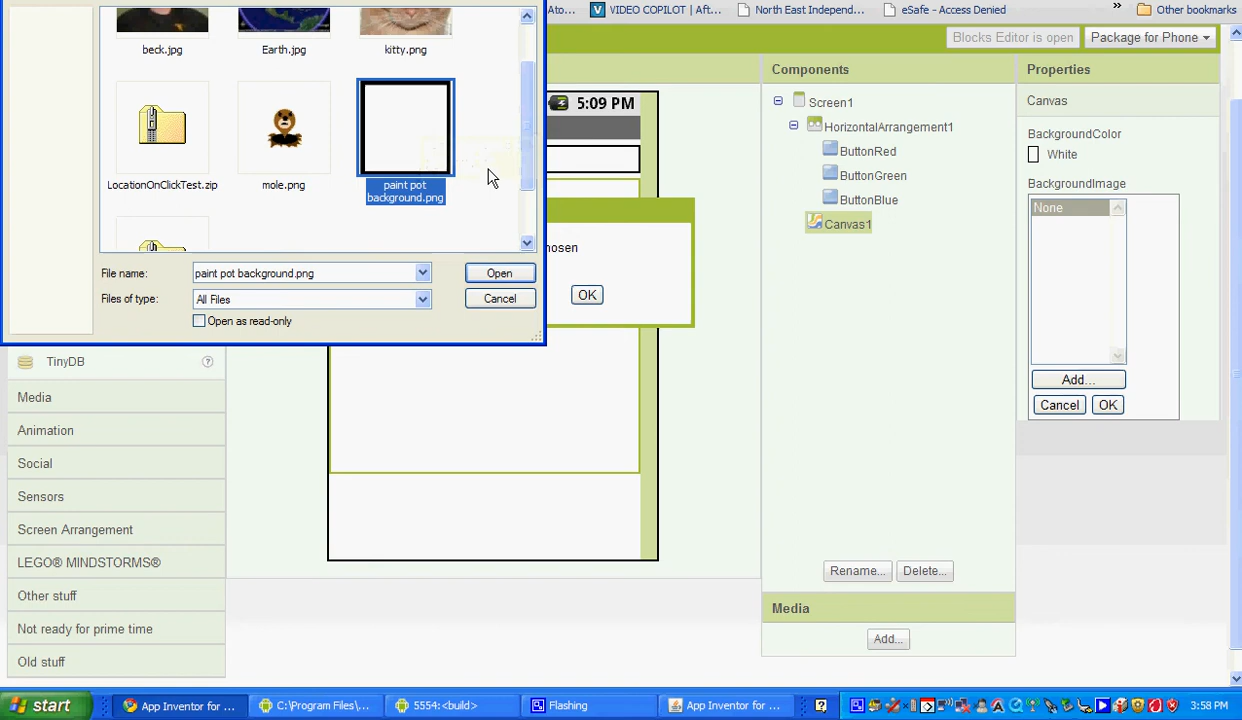 Ato...
VIDEO COPILOT | Aft...
North East Independ...
eSafe - Access Denied
»
Other bookmarks
Blocks Editor is open
Package for Phone
beck.jpg
Earth.jpg
kitty.png
LocationOnClickTest.zip
mole.png
paint pot
background.png
File name:
paint pot background.png
Open
Files of type:
All Files
Cancel
Open as read-only
5:09 PM
hosen
OK
TinyDB
?
Media
Animation
Social
Sensors
Screen Arrangement
LEGO® MINDSTORMS®
Other stuff
Not ready for prime time
Old stuff
Components
Screen1
HorizontalArrangement1
ButtonRed
ButtonGreen
ButtonBlue
Canvas1
Rename...
Delete...
Media
Add...
Properties
Canvas
BackgroundColor
White
BackgroundImage
None
Add...
Cancel
OK
start
App Inventor for ...
C:\Program Files\...
5554:<build>
Flashing
App Inventor for ...
?
3:58 PM